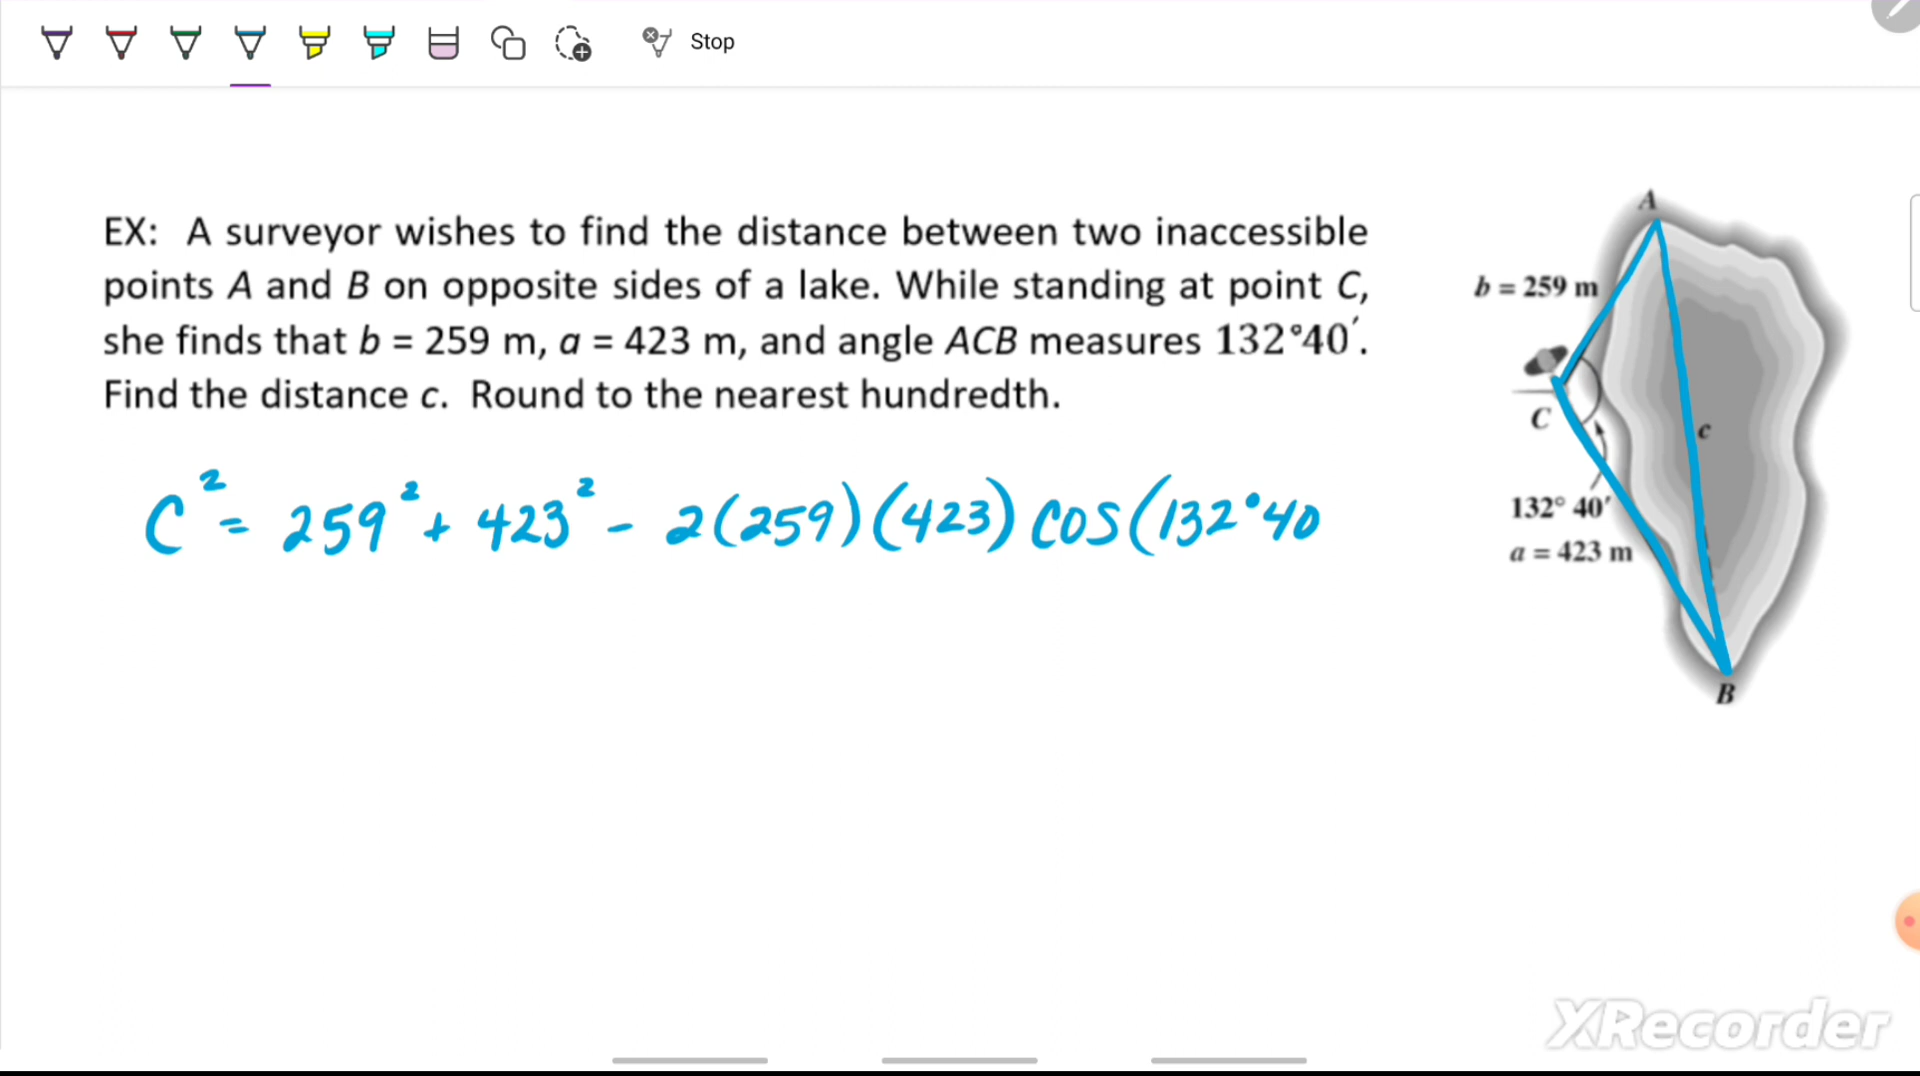 Stop
EX: A surveyor wishes to find the distance between two inaccessible
points A and B on opposite sides of a lake. While standing at point C,
she finds that b = 259 m, a = 423 m, and angle ACB measures 132°40′.
Find the distance c. Round to the nearest hundredth.
C² = 259² + 423² - 2(259)(423) COS(132°40
A
b = 259 m
C
c
132° 40′
a = 423 m
B
XRecorder